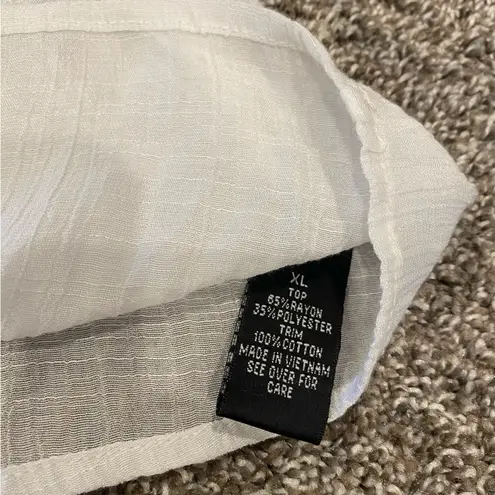 XL
TOP
65%RAYON
35%POLYESTER
TRIM
100%COTTON
MADE IN VIETNAM
SEE OVER FOR
CARE